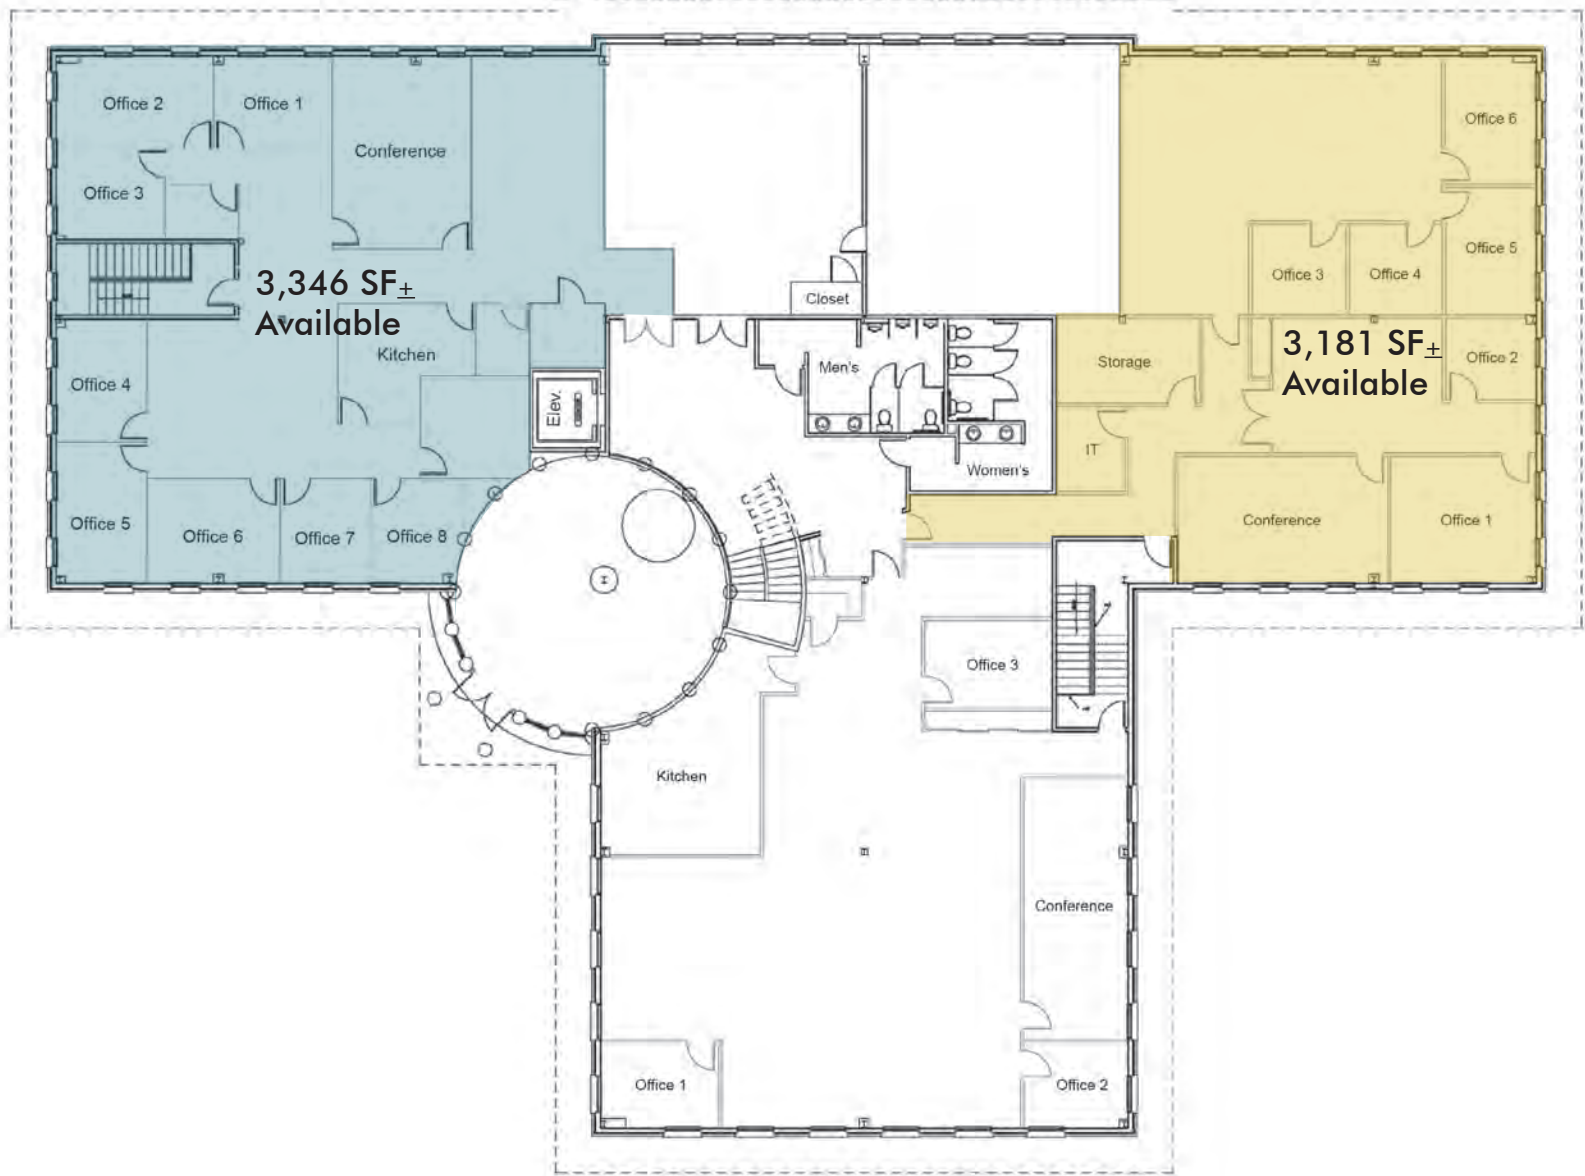 Office 2
Office 1
Conference
Office 3
3,346 SF±
Available
Kitchen
Office 4
Office 5
Office 6
Office 7
Office 8
Elev.
Closet
Men's
Women's
Office 6
Office 5
Office 3
Office 4
3,181 SF±
Available
Storage
Office 2
IT
Conference
Office 1
Office 3
Kitchen
Conference
Office 1
Office 2